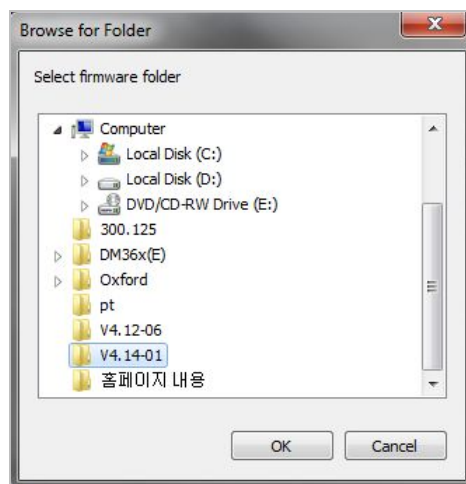 Browse for Folder
Select firmware folder
Computer
Local Disk (C:)
Local Disk (D:)
DVD/CD-RW Drive (E:)
300.125
DM36x(E)
Oxford
pt
V4.12-06
V4.14-01
홈페이지 내용
OK
Cancel